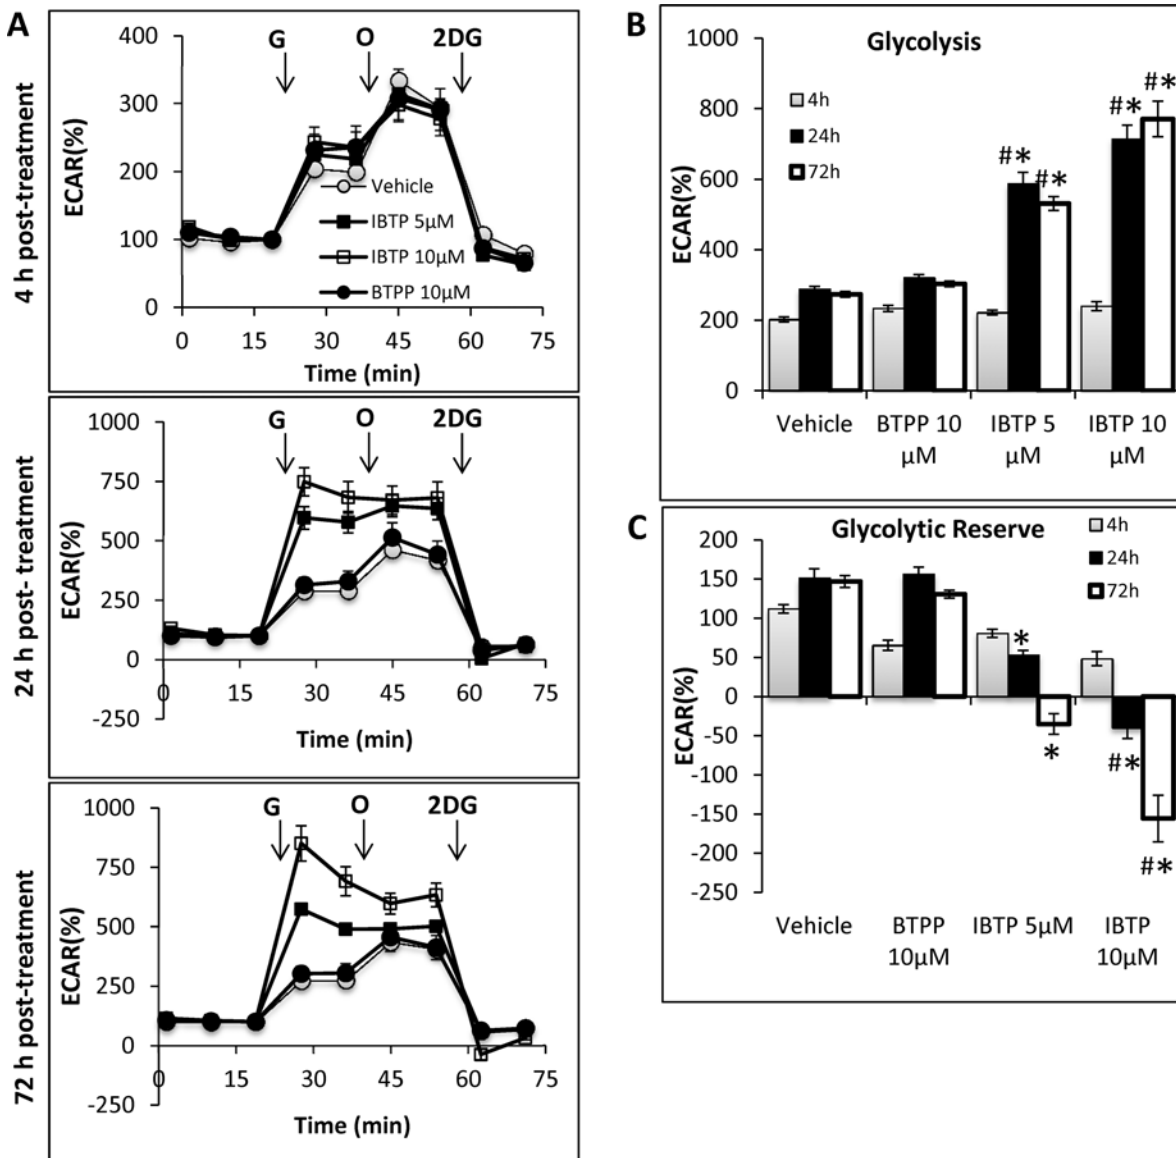 A
4 h post-treatment
ECAR(%)
400
300
200
100
0
G
O
2DG
Vehicle
IBTP 5µM
IBTP 10µM
BTPP 10µM
0 15 30 45 60 75
Time (min)
24 h post- treatment
ECAR(%)
1000
750
500
250
0
-250
G
O
2DG
0 15 30 45 60 75
Time (min)
72 h post-treatment
ECAR(%)
1000
750
500
250
0
-250
G
O
2DG
0 15 30 45 60 75
Time (min)
B
Glycolysis
ECAR(%)
1000
800
600
400
200
0
4h
24h
72h
#*
#*
#*
#*
Vehicle
BTPP 10
µM
IBTP 5
µM
IBTP 10
µM
C
Glycolytic Reserve
ECAR(%)
200
150
100
50
0
-50
-100
-150
-200
-250
4h
24h
72h
*
*
#*
#*
Vehicle
BTPP
10µM
IBTP 5µM
IBTP
10µM